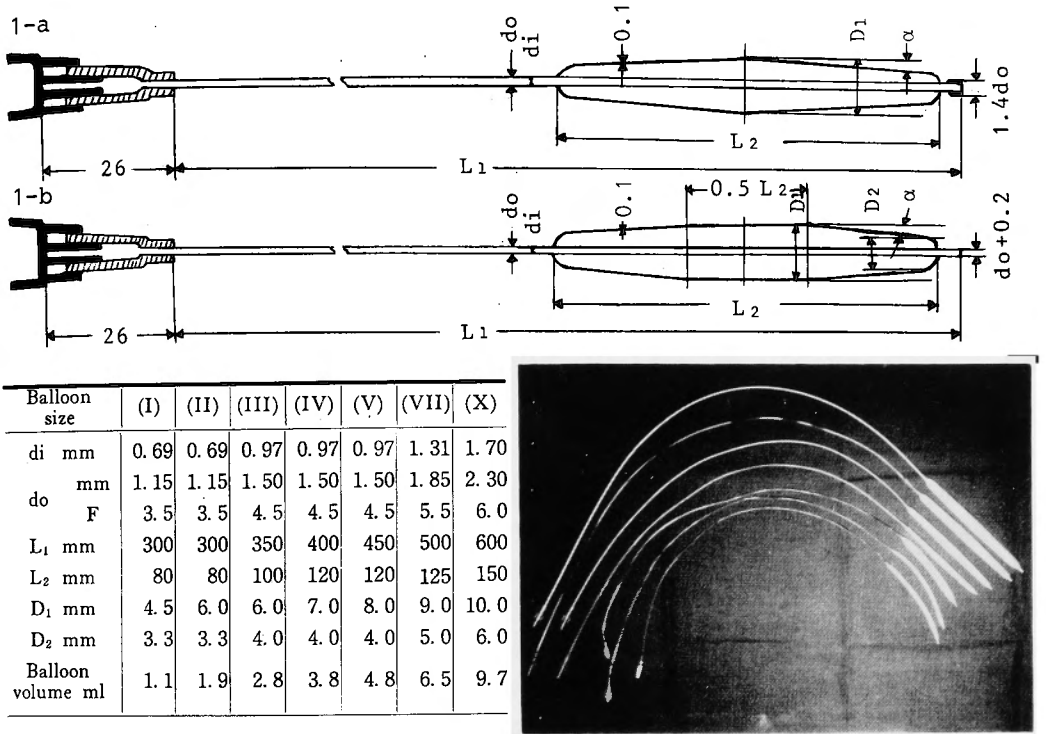 1-a
do
di
0.1
D₁
α
1.4do
L₂
26
L₁
1-b
do
di
0.1
0.5 L₂
D₁
D₂
α
do+0.2
L₂
26
L₁
Balloon size (I) (II) (III) (IV) (V) (VII) (X)
di mm 0.69 0.69 0.97 0.97 0.97 1.31 1.70
do mm 1.15 1.15 1.50 1.50 1.50 1.85 2.30
F 3.5 3.5 4.5 4.5 4.5 5.5 6.0
L₁ mm 300 300 350 400 450 500 600
L₂ mm 80 80 100 120 120 125 150
D₁ mm 4.5 6.0 6.0 7.0 8.0 9.0 10.0
D₂ mm 3.3 3.3 4.0 4.0 4.0 5.0 6.0
Balloon volume ml 1.1 1.9 2.8 3.8 4.8 6.5 9.7